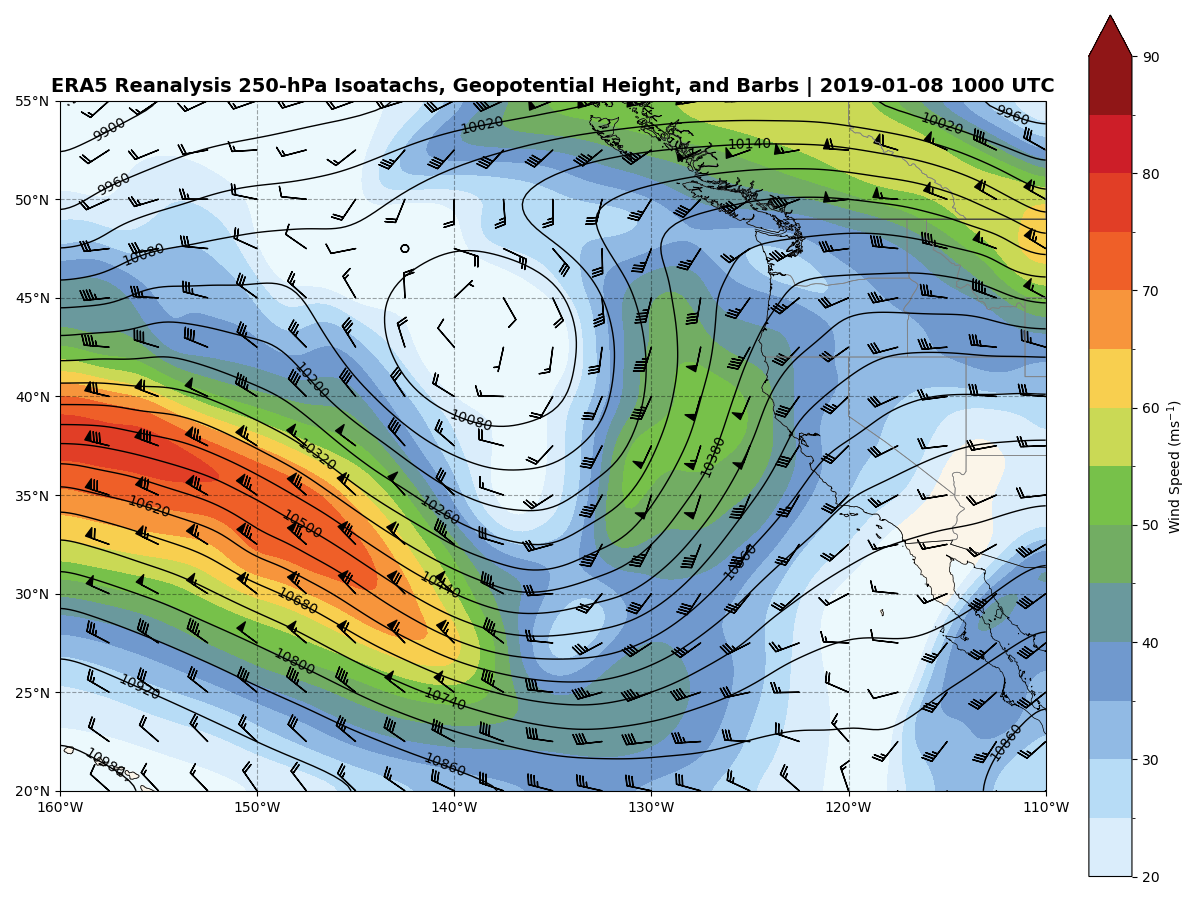 ERA5 Reanalysis 250-hPa Isoatachs, Geopotential Height, and Barbs | 2019-01-08 1000 UTC
55°N
50°N
45°N
40°N
35°N
30°N
25°N
20°N
160°W
150°W
140°W
130°W
120°W
110°W
9900
10020
10140
10020
9960
9960
10080
10200
10080
10320
10380
10260
10620
10500
10560
10440
10680
10800
10740
10920
10860
10980
10860
90
80
70
60
50
40
30
20
Wind Speed (ms⁻¹)